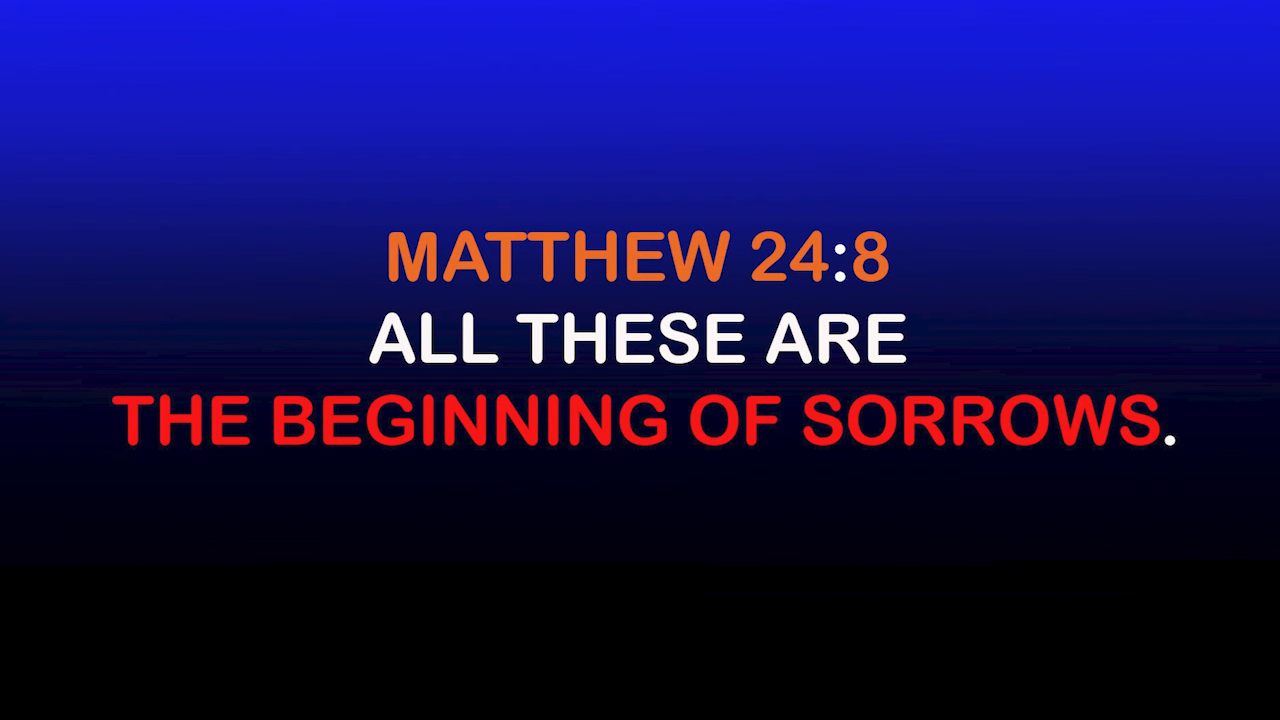 MATTHEW 24:8
ALL THESE ARE
THE BEGINNING OF SORROWS.